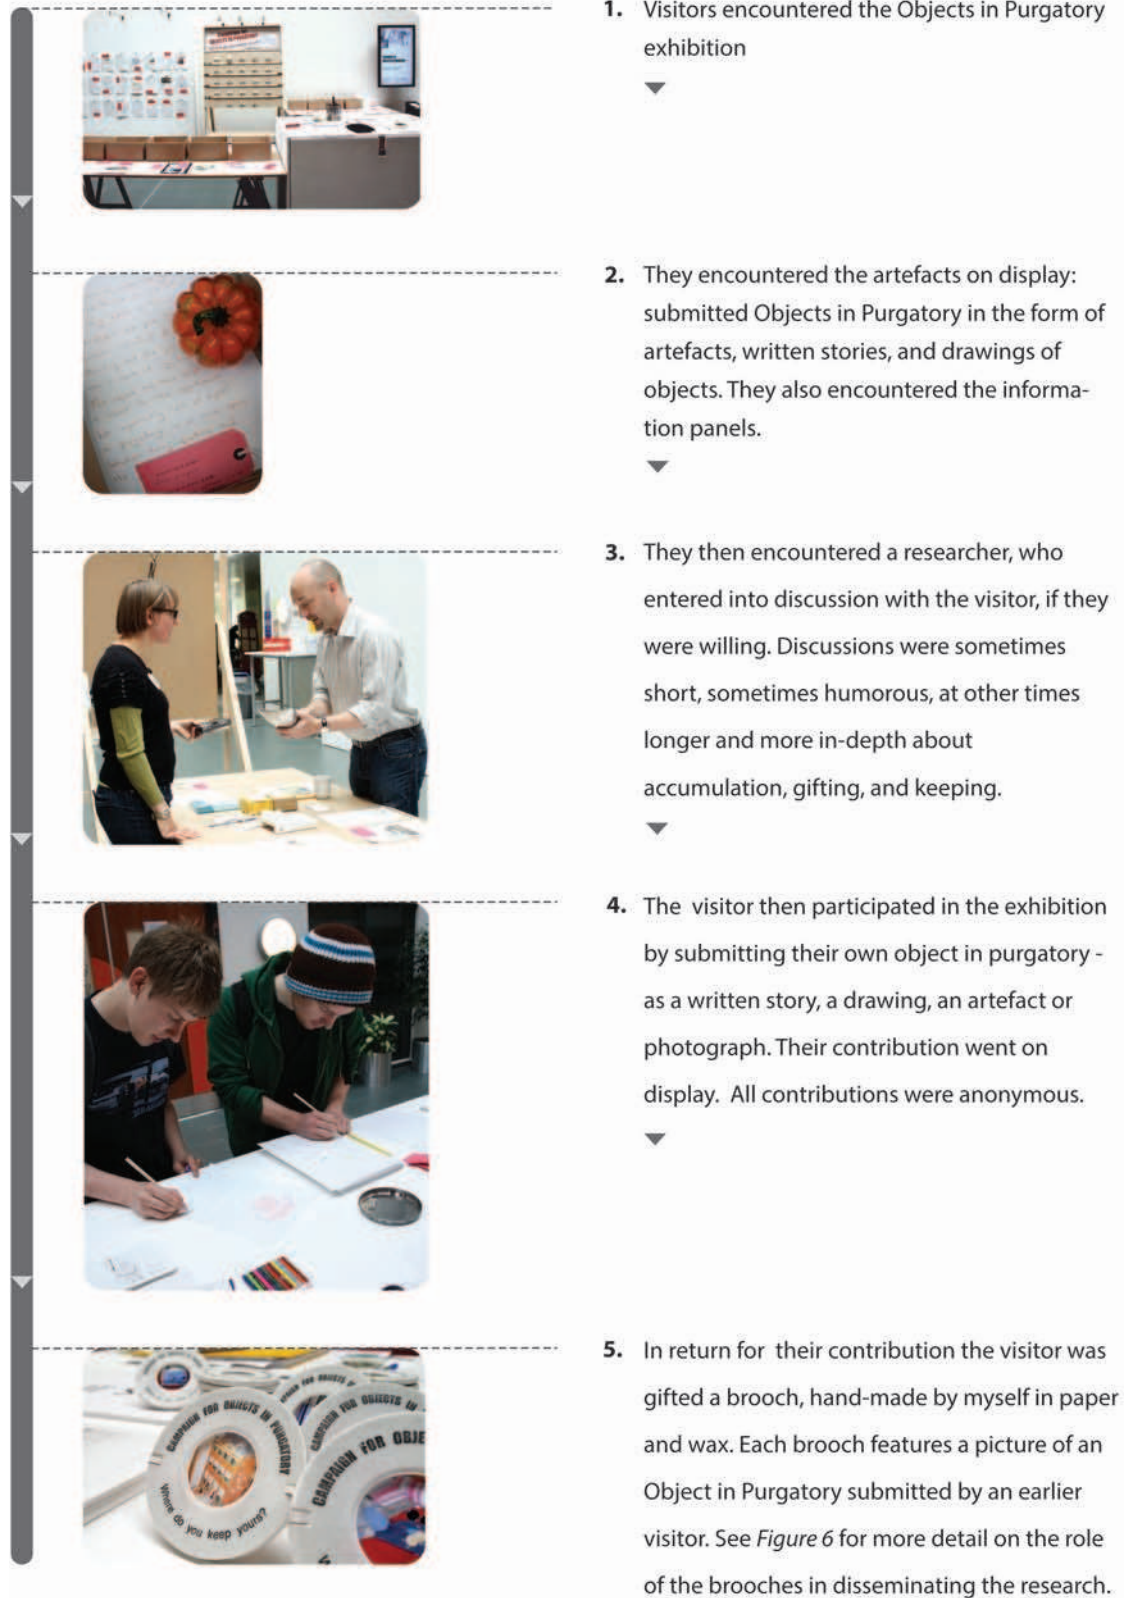 1. Visitors encountered the Objects in Purgatory
exhibition
2. They encountered the artefacts on display:
submitted Objects in Purgatory in the form of
artefacts, written stories, and drawings of
objects. They also encountered the informa-
tion panels.
3. They then encountered a researcher, who
entered into discussion with the visitor, if they
were willing. Discussions were sometimes
short, sometimes humorous, at other times
longer and more in-depth about
accumulation, gifting, and keeping.
4. The visitor then participated in the exhibition
by submitting their own object in purgatory -
as a written story, a drawing, an artefact or
photograph. Their contribution went on
display. All contributions were anonymous.
CAMPAIGN FOR OBJECTS IN PURGATORY
Where do you keep yours?
CAMPAIGN FOR OBJECTS IN
CAMPAIGN FOR OBJE
5. In return for their contribution the visitor was
gifted a brooch, hand-made by myself in paper
and wax. Each brooch features a picture of an
Object in Purgatory submitted by an earlier
visitor. See Figure 6 for more detail on the role
of the brooches in disseminating the research.